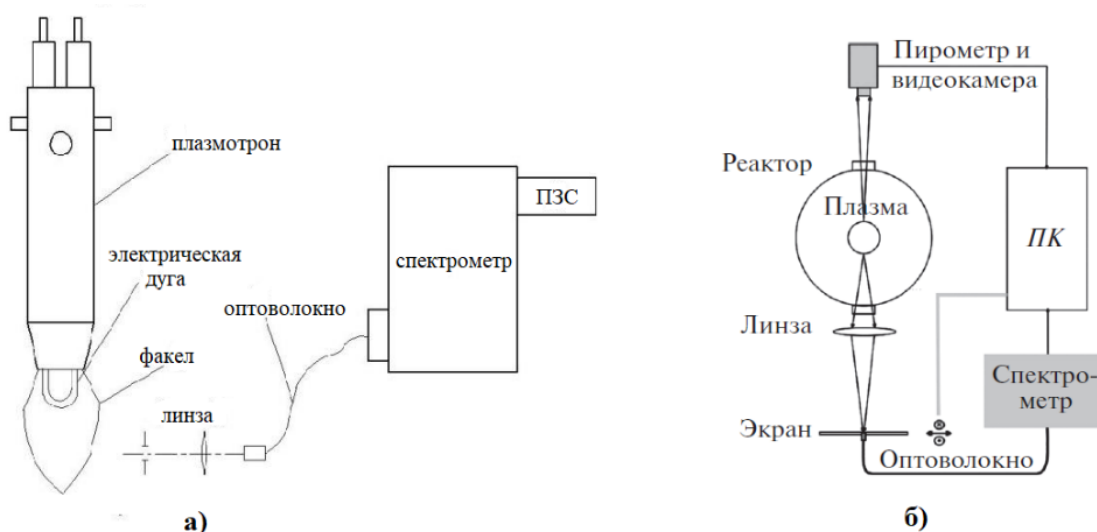 плазмотрон
электрическая
дуга
факел
линза
оптоволокно
спектрометр
ПЗС
а)
Пирометр и
видеокамера
Реактор
Плазма
ПК
Линза
Спектро-
метр
Экран
Оптоволокно
б)